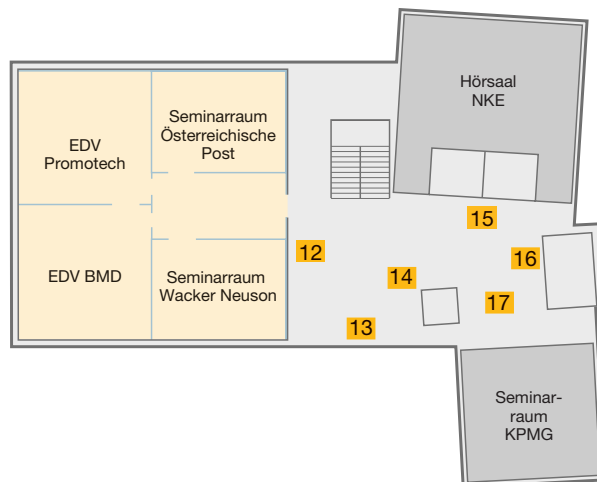 Hörsaal
NKE
Seminarraum
Österreichische
Post
EDV
Promotech
15
12
16
EDV BMD
Seminarraum
Wacker Neuson
14
17
13
Seminar-
raum
KPMG